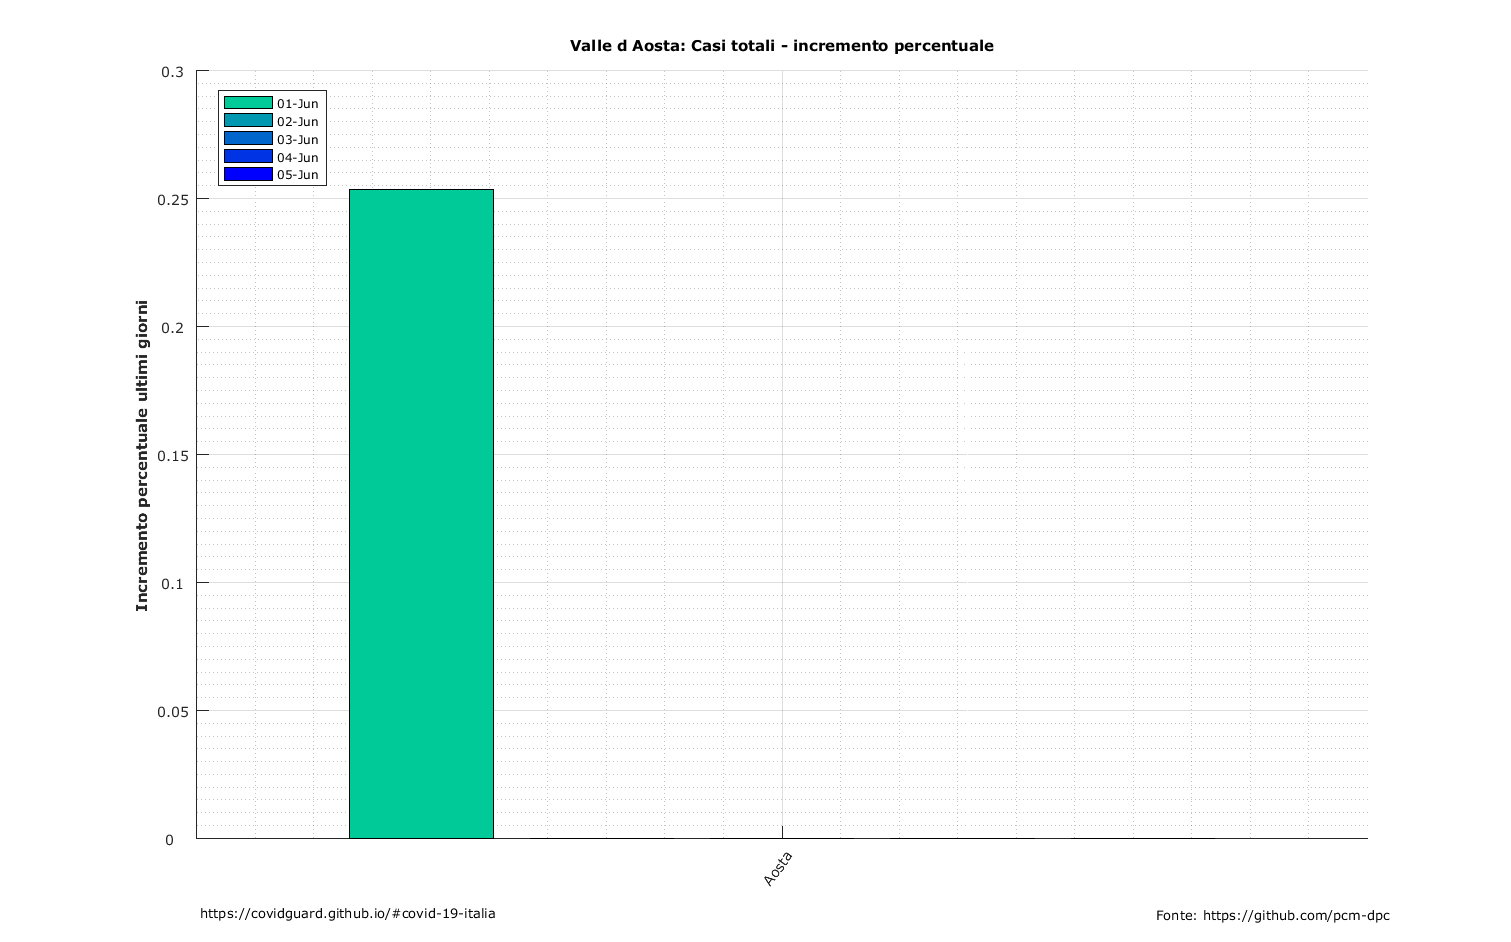 Valle d Aosta: Casi totali - incremento percentuale
0.3
0.25
0.2
0.15
0.1
0.05
0
01-Jun
02-Jun
03-Jun
04-Jun
05-Jun
Incremento percentuale ultimi giorni
Aosta
https://covidguard.github.io/#covid-19-italia
Fonte: https://github.com/pcm-dpc